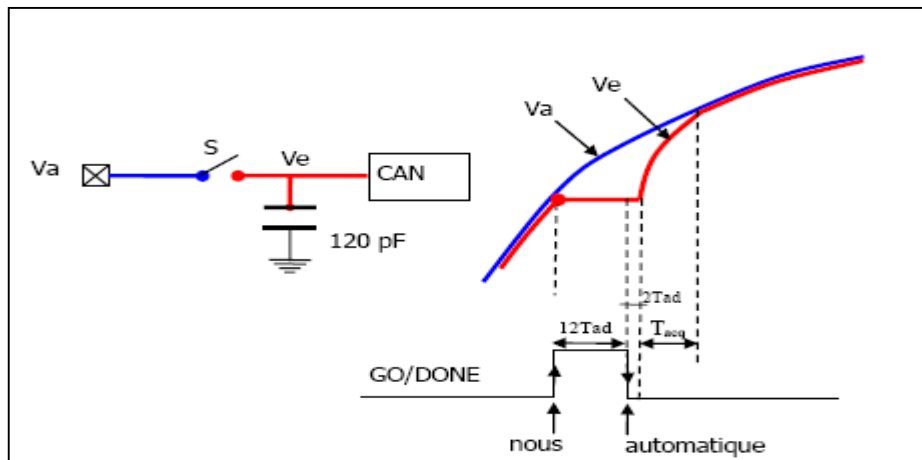 Va
S
Ve
CAN
120 pF
Va
Ve
2Tad
12Tad
Tacq
GO/DONE
nous
automatique